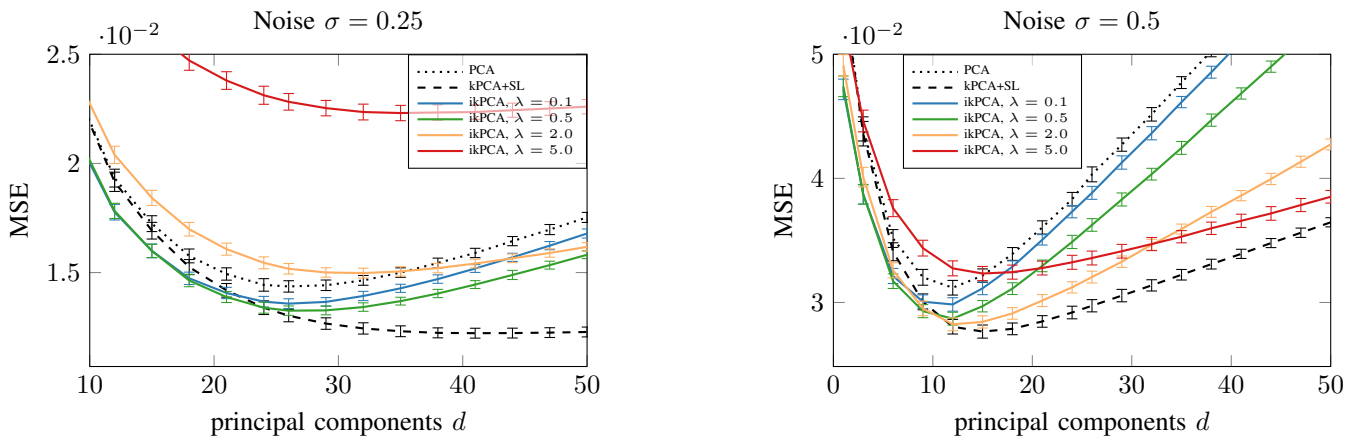 Noise σ = 0.25
·10⁻²
2.5
2
1.5
MSE
10
20
30
40
50
principal components d
PCA
kPCA+SL
ikPCA, λ = 0.1
ikPCA, λ = 0.5
ikPCA, λ = 2.0
ikPCA, λ = 5.0
Noise σ = 0.5
·10⁻²
5
4
3
MSE
0
10
20
30
40
50
principal components d
PCA
kPCA+SL
ikPCA, λ = 0.1
ikPCA, λ = 0.5
ikPCA, λ = 2.0
ikPCA, λ = 5.0